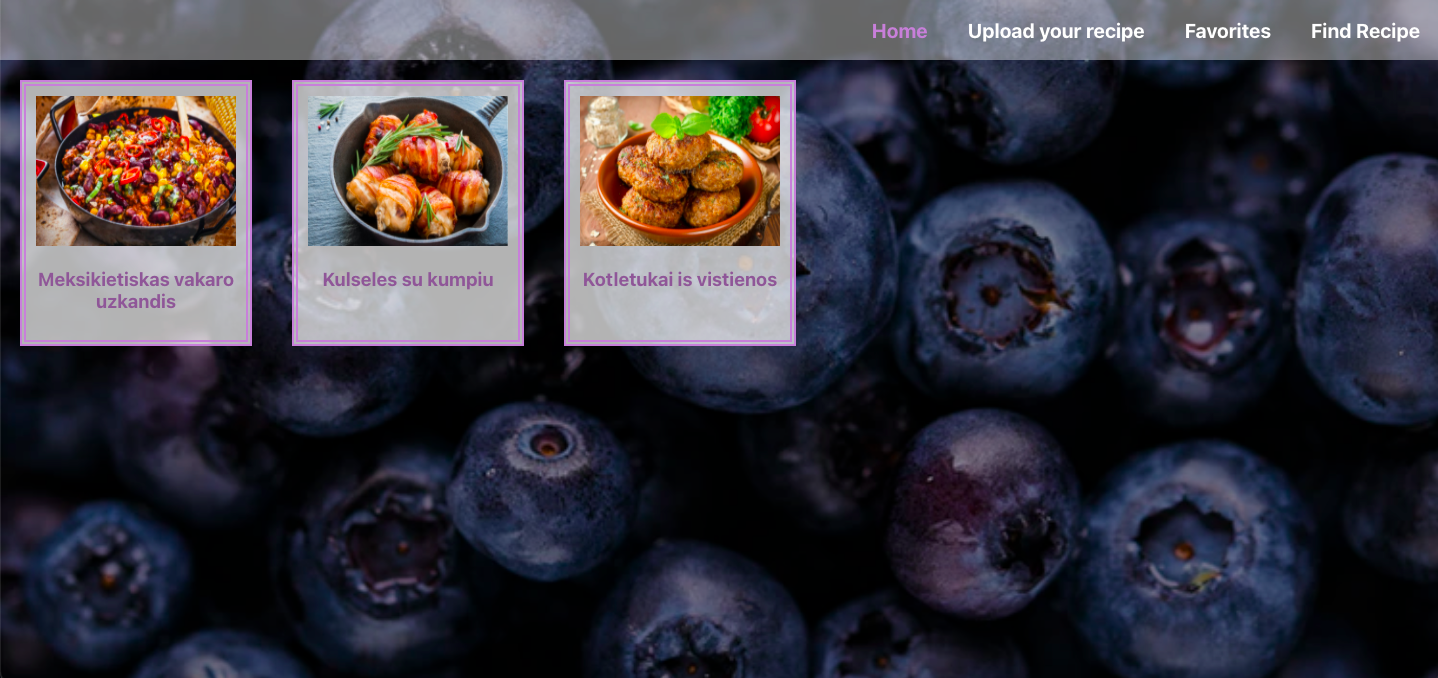 Home Upload your recipe Favorites Find Recipe
Meksikietiskas vakaro
uzkandis
Kulseles su kumpiu
Kotletukai is vistienos